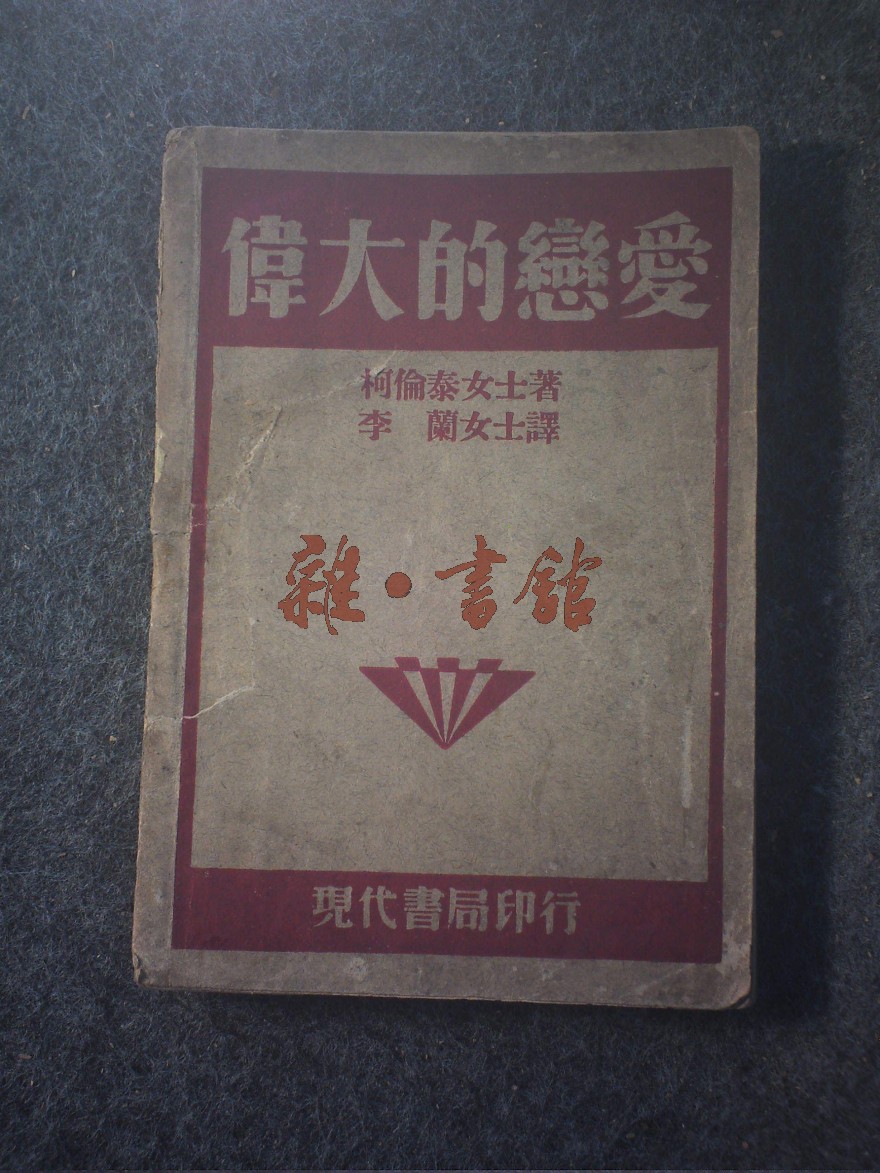 偉大的戀愛
柯倫泰女士著
李 蘭女士譯
雜·書館
現代書局印行